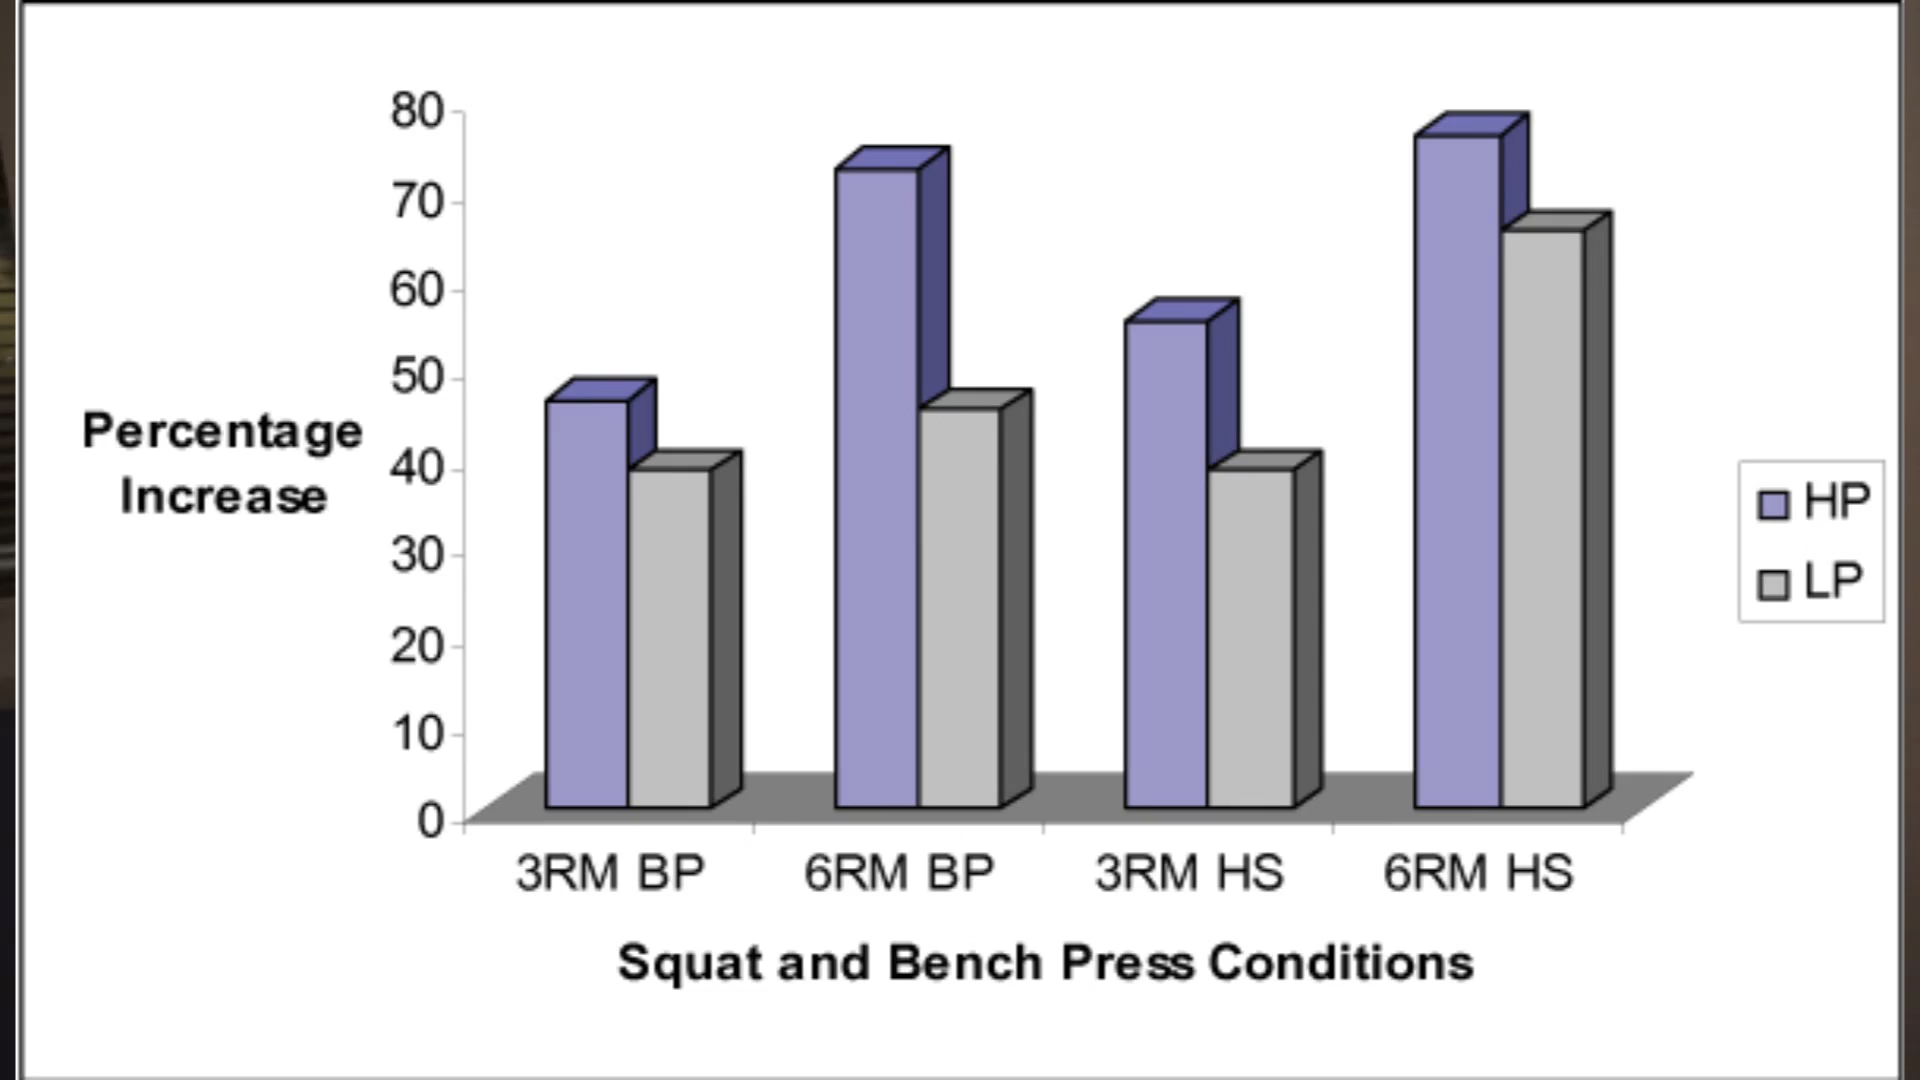 80
70
60
50
40
30
20
10
0
Percentage
Increase
3RM BP
6RM BP
3RM HS
6RM HS
Squat and Bench Press Conditions
HP
LP